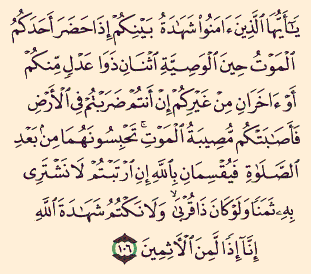 يَٰٓأَيُّهَا ٱلَّذِينَ ءَامَنُوا۟ شَهَٰدَةُ بَيْنِكُمْ إِذَا حَضَرَ أَحَدَكُمُ
ٱلْمَوْتُ حِينَ ٱلْوَصِيَّةِ ٱثْنَانِ ذَوَا عَدْلٍ مِّنكُمْ
أَوْ ءَاخَرَانِ مِنْ غَيْرِكُمْ إِنْ أَنتُمْ ضَرَبْتُمْ فِى ٱلْأَرْضِ
فَأَصَٰبَتْكُم مُّصِيبَةُ ٱلْمَوْتِ ۚ تَحْبِسُونَهُمَا مِنۢ بَعْدِ
ٱلصَّلَوٰةِ فَيُقْسِمَانِ بِٱللَّهِ إِنِ ٱرْتَبْتُمْ لَا نَشْتَرِى
بِهِۦ ثَمَنًا وَلَوْ كَانَ ذَا قُرْبَىٰ ۙ وَلَا نَكْتُمُ شَهَٰدَةَ ٱللَّهِ
إِنَّآ إِذًا لَّمِنَ ٱلْءَاثِمِينَ ١٠٦